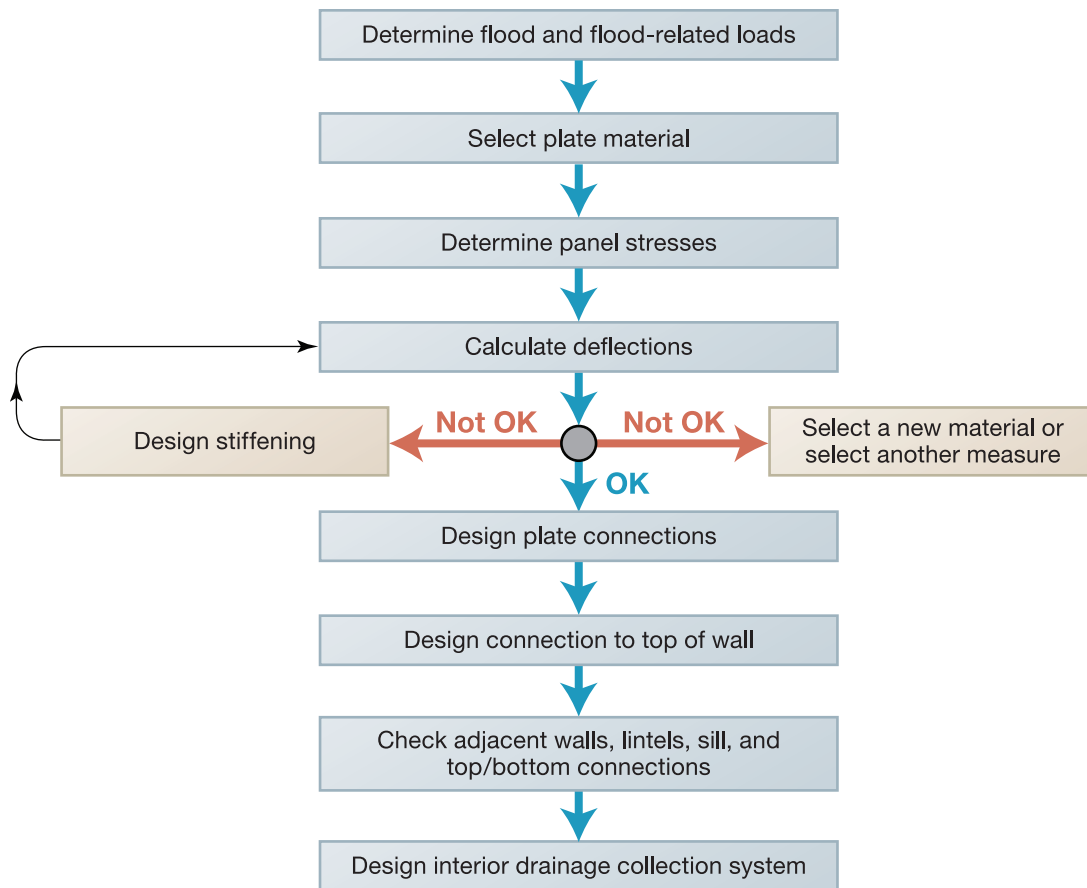 Determine flood and flood-related loads
Select plate material
Determine panel stresses
Calculate deflections
Not OK
Not OK
Design stiffening
Select a new material or
select another measure
OK
Design plate connections
Design connection to top of wall
Check adjacent walls, lintels, sill, and
top/bottom connections
Design interior drainage collection system